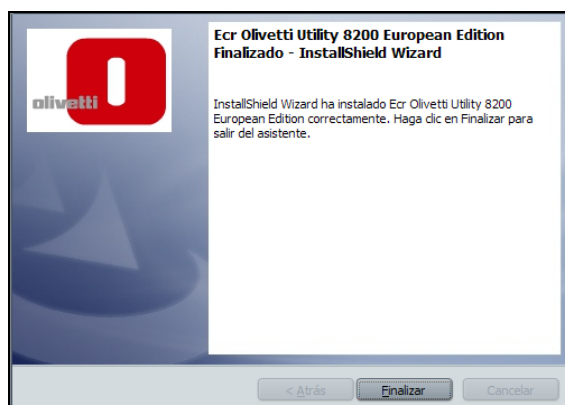 Ecr Olivetti Utility 8200 European Edition
Finalizado - InstallShield Wizard
olivetti
InstallShield Wizard ha instalado Ecr Olivetti Utility 8200
European Edition correctamente. Haga clic en Finalizar para
salir del asistente.
< Atrás
Finalizar
Cancelar